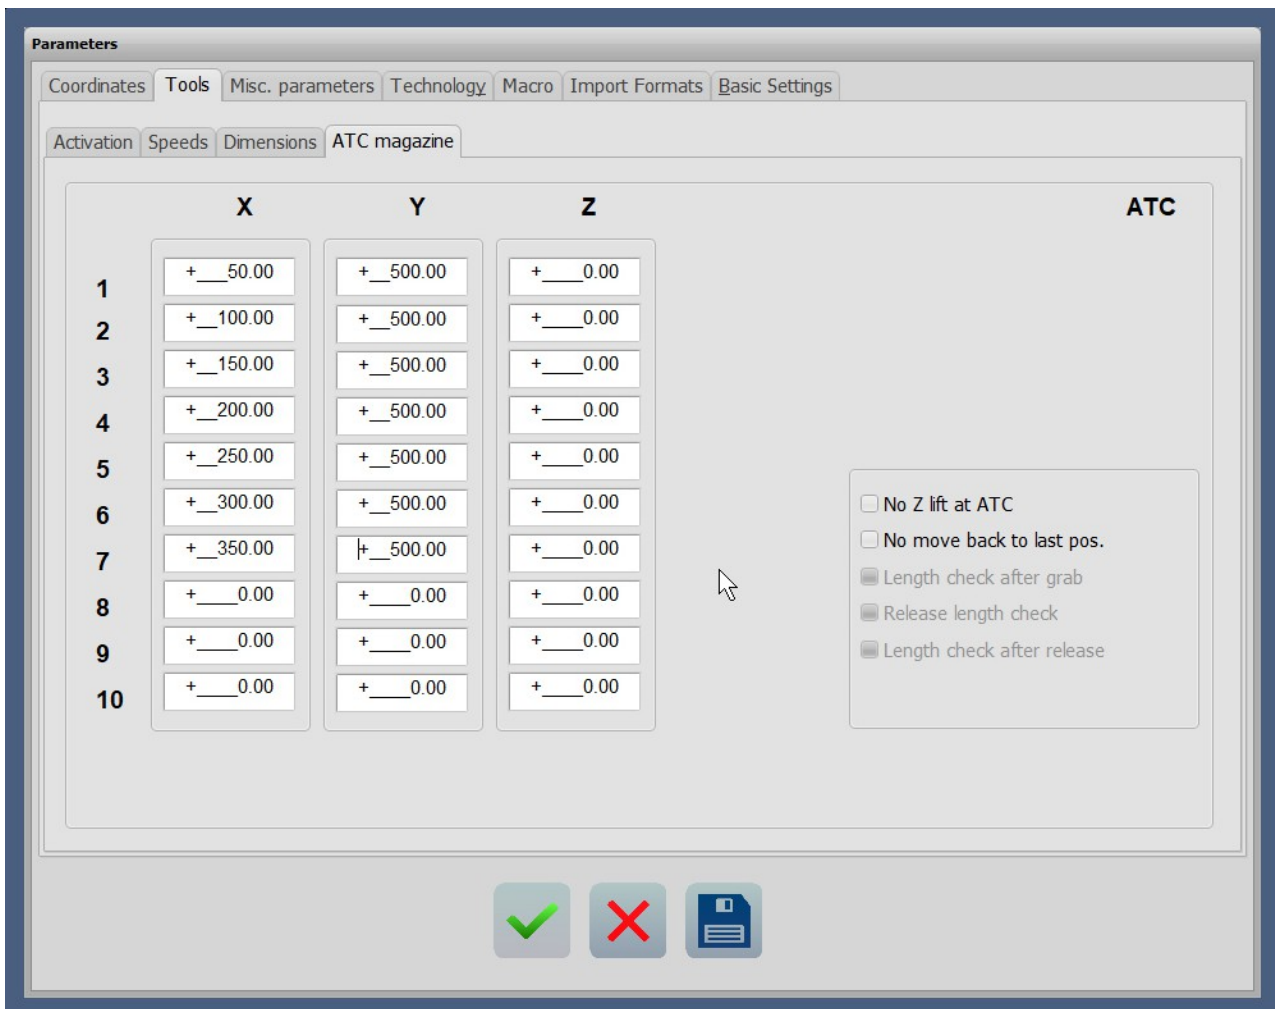 Parameters
Coordinates Tools Misc. parameters Technology Macro Import Formats Basic Settings
Activation Speeds Dimensions ATC magazine
X Y Z ATC
1 +___50.00 +__500.00 +____0.00
2 +__100.00 +__500.00 +____0.00
3 +__150.00 +__500.00 +____0.00
4 +__200.00 +__500.00 +____0.00
5 +__250.00 +__500.00 +____0.00
6 +__300.00 +__500.00 +____0.00
7 +__350.00 +__500.00 +____0.00
8 +____0.00 +____0.00 +____0.00
9 +____0.00 +____0.00 +____0.00
10 +____0.00 +____0.00 +____0.00
No Z lift at ATC
No move back to last pos.
Length check after grab
Release length check
Length check after release